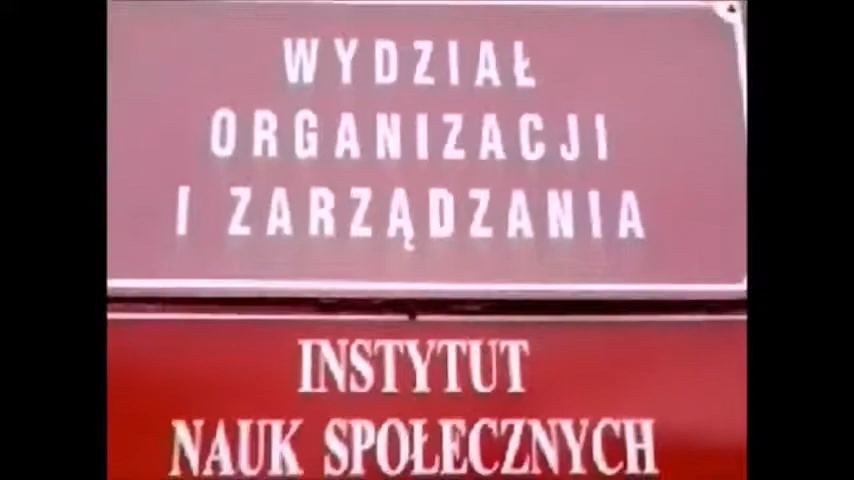 WYDZIAŁ
ORGANIZACJI
I ZARZĄDZANIA
INSTYTUT
NAUK SPOŁECZNYCH